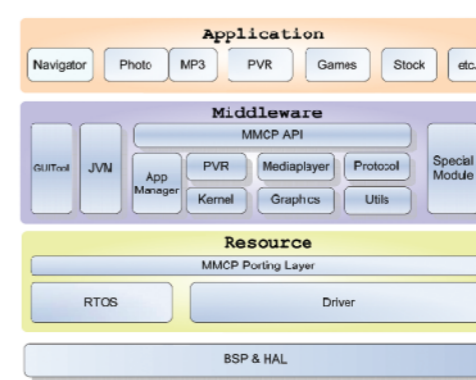 Application
Navigator Photo MP3 PVR Games Stock etc.
Middleware
MMCP API
GUITool JVN App Manager PVR Mediaplayer Protocol Special Module
Kernel Graphics Utils
Resource
MMCP Porting Layer
RTOS Driver
BSP & HAL